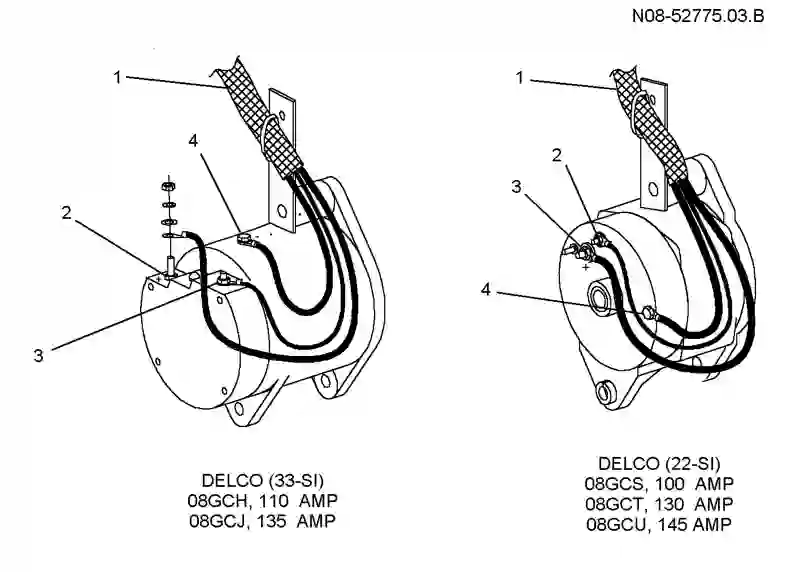 N08-52775.03.B
1
4
2
3
+
1
2
3
4
+
DELCO (33-SI)
08GCH, 110 AMP
08GCJ, 135 AMP
DELCO (22-SI)
08GCS, 100 AMP
08GCT, 130 AMP
08GCU, 145 AMP